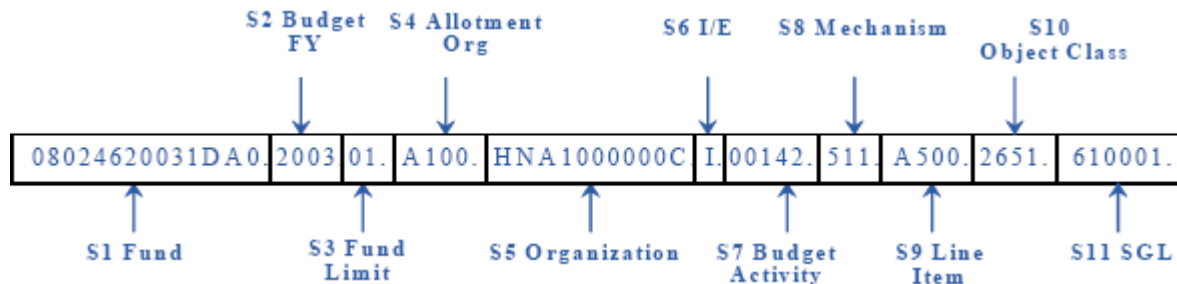 S2 Budget FY
S4 Allotment Org
S6 I/E
S8 Mechanism
S10 Object Class
08024620031DA0. 2003 01. A100. HNA1000000C. I. 00142. 511. A500. 2651. 610001.
S1 Fund
S3 Fund Limit
S5 Organization
S7 Budget Activity
S9 Line Item
S11 SGL